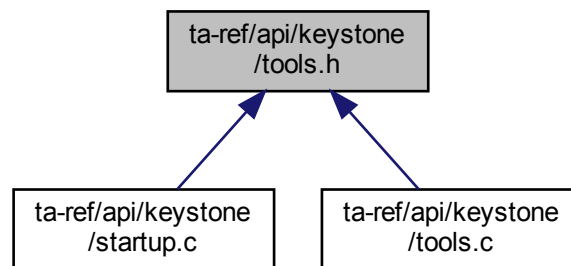 ta-ref/api/keystone
/tools.h
ta-ref/api/keystone
/startup.c
ta-ref/api/keystone
/tools.c